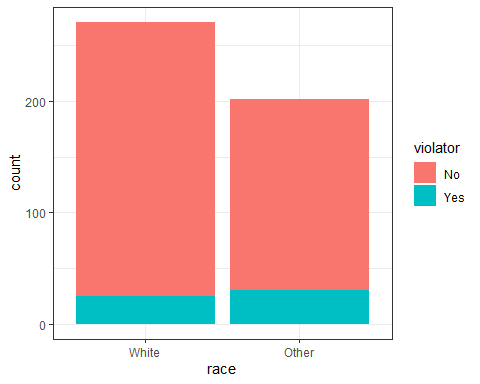 count
200
100
0
White
Other
race
violator
No
Yes